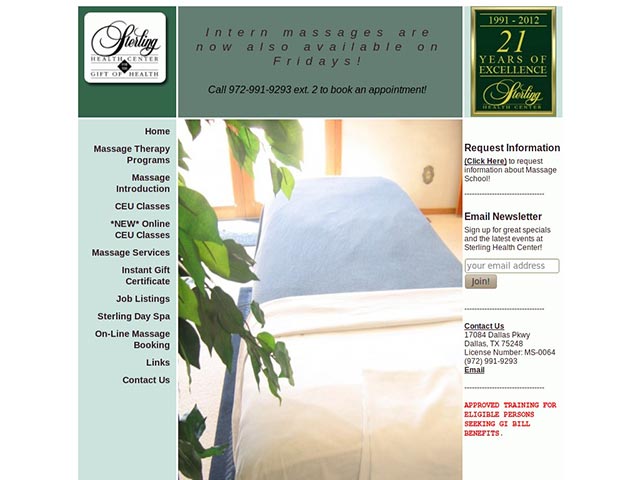 Sterling
HEALTH CENTER
GIFT OF HEALTH
Intern massages are
now also available on
Fridays!
Call 972-991-9293 ext. 2 to book an appointment!
1991 - 2012
21
YEARS OF
EXCELLENCE
Sterling
HEALTH CENTER
Home
Massage Therapy
Programs
Massage
Introduction
CEU Classes
*NEW* Online
CEU Classes
Massage Services
Instant Gift
Certificate
Job Listings
Sterling Day Spa
On-Line Massage
Booking
Links
Contact Us
Request Information
(Click Here) to request
information about Massage
School!
--------------------------------
Email Newsletter
Sign up for great specials
and the latest events at
Sterling Health Center!
your email address
Join!
--------------------------------
Contact Us
17084 Dallas Pkwy
Dallas, TX 75248
License Number: MS-0064
(972) 991-9293
Email
--------------------------------
APPROVED TRAINING FOR
ELIGIBLE PERSONS
SEEKING GI BILL
BENEFITS.